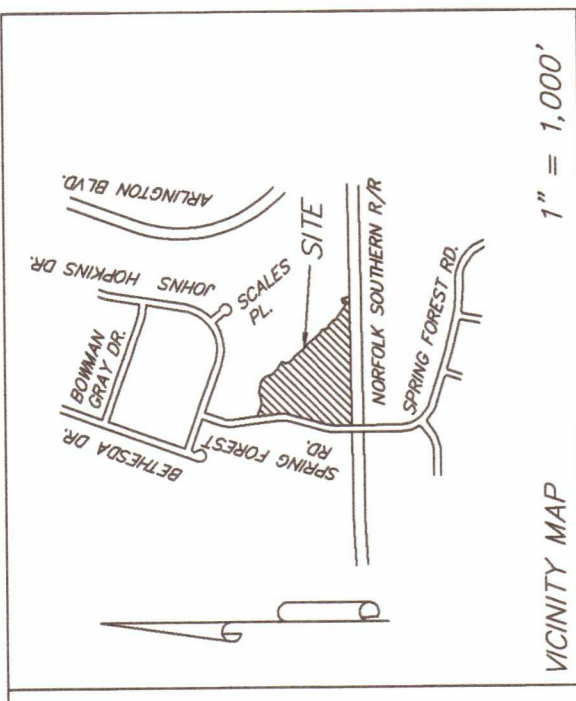 ARLINGTON BLVD.
JOHNS HOPKINS DR.
BOWMAN
GRAY DR.
BETHESDA DR.
SCALES
PL.
SITE
SPRING FOREST
RD.
NORFOLK SOUTHERN R/R
SPRING FOREST RD.
VICINITY MAP
1" = 1,000'